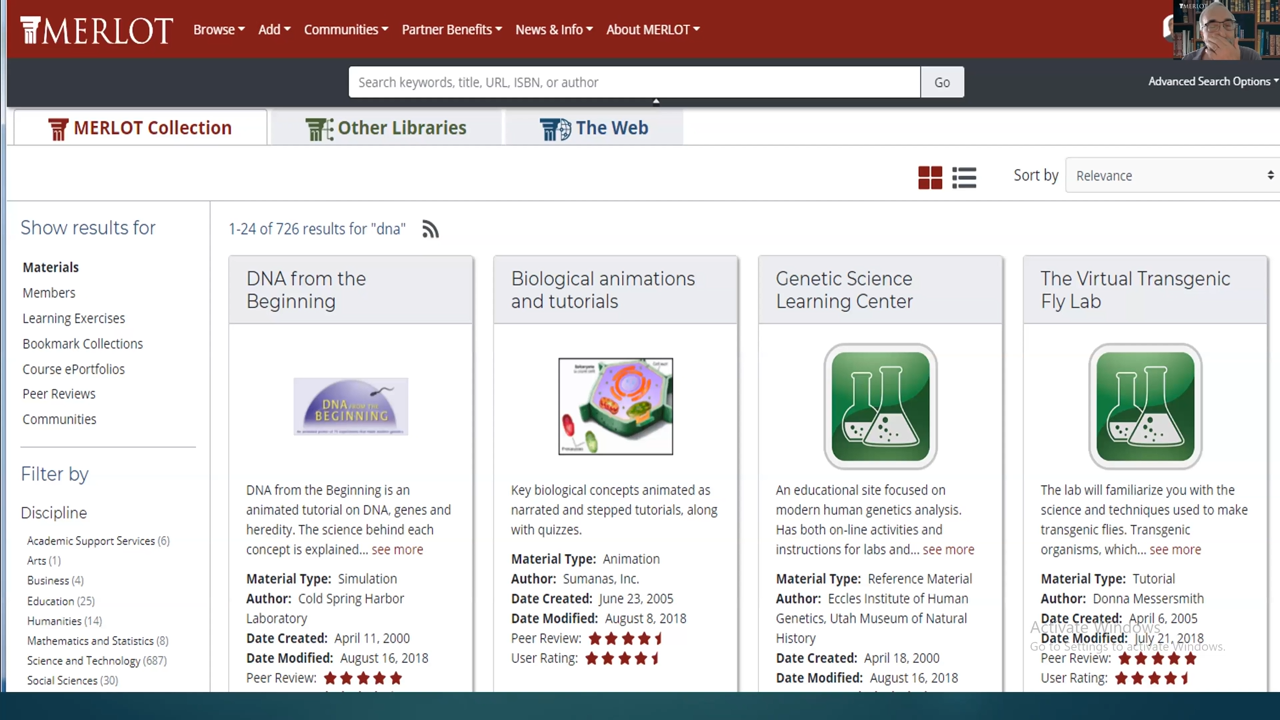 MERLOT
Browse Add Communities Partner Benefits News & Info About MERLOT
MERLOT
Search keywords, title, URL, ISBN, or author
Go
Advanced Search Options
MERLOT Collection
Other Libraries
The Web
Sort by Relevance
Show results for
Materials
Members
Learning Exercises
Bookmark Collections
Course ePortfolios
Peer Reviews
Communities
Filter by
Discipline
Academic Support Services (6)
Arts (1)
Business (4)
Education (25)
Humanities (14)
Mathematics and Statistics (8)
Science and Technology (687)
Social Sciences (30)
1-24 of 726 results for "dna"
DNA from the
Beginning
DNA FROM THE
BEGINNING
DNA from the Beginning is an
animated tutorial on DNA, genes and
heredity. The science behind each
concept is explained... see more
Material Type: Simulation
Author: Cold Spring Harbor
Laboratory
Date Created: April 11, 2000
Date Modified: August 16, 2018
Peer Review:
Biological animations
and tutorials
Key biological concepts animated as
narrated and stepped tutorials, along
with quizzes.
Material Type: Animation
Author: Sumanas, Inc.
Date Created: June 23, 2005
Date Modified: August 8, 2018
Peer Review:
User Rating:
Genetic Science
Learning Center
An educational site focused on
modern human genetics analysis.
Has both on-line activities and
instructions for labs and... see more
Material Type: Reference Material
Author: Eccles Institute of Human
Genetics, Utah Museum of Natural
History
Date Created: April 18, 2000
Date Modified: August 16, 2018
The Virtual Transgenic
Fly Lab
The lab will familiarize you with the
science and techniques used to make
transgenic flies. Transgenic
organisms, which... see more
Material Type: Tutorial
Author: Donna Messersmith
Date Created: April 6, 2005
Date Modified: July 21, 2018
Peer Review:
User Rating:
Activate Windows
Go to Settings to activate Windows.